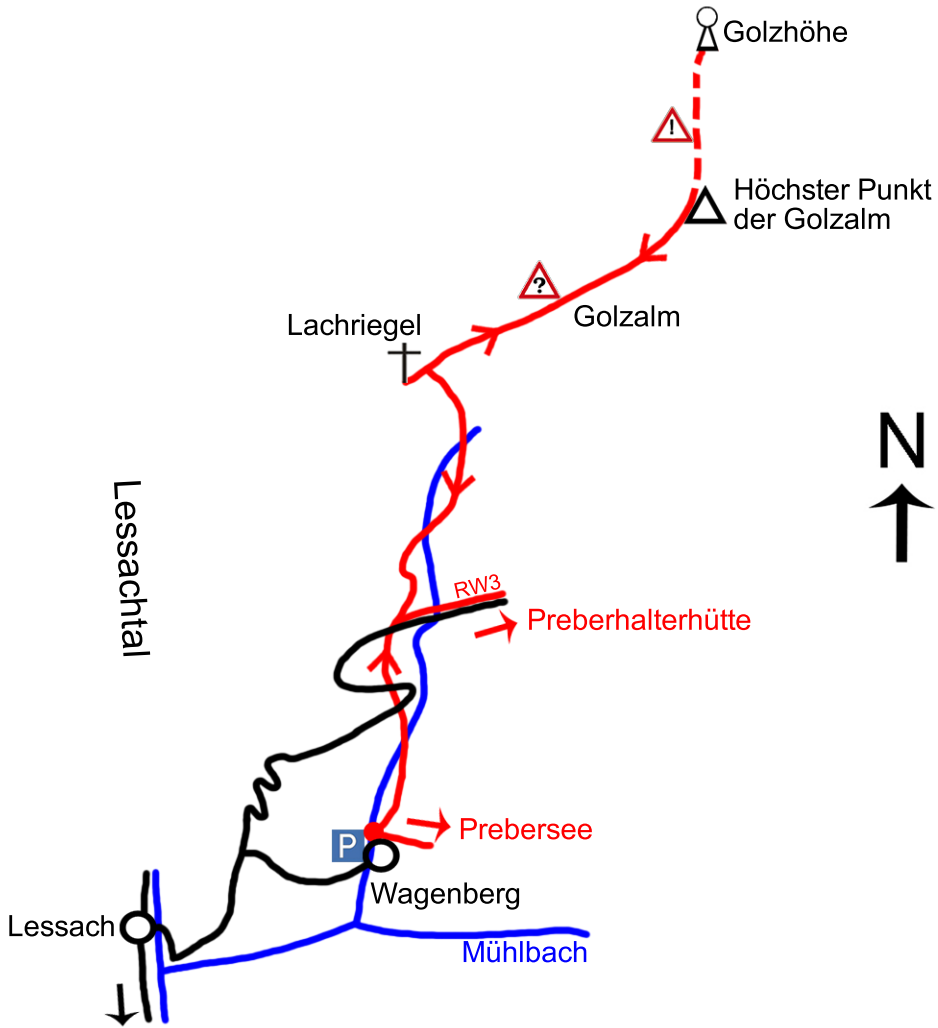 Golzhöhe
!
Höchster Punkt
der Golzalm
?
Golzalm
Lachriegel
N
Lessachtal
RW3
Preberhalterhütte
P
Prebersee
Wagenberg
Lessach
Mühlbach